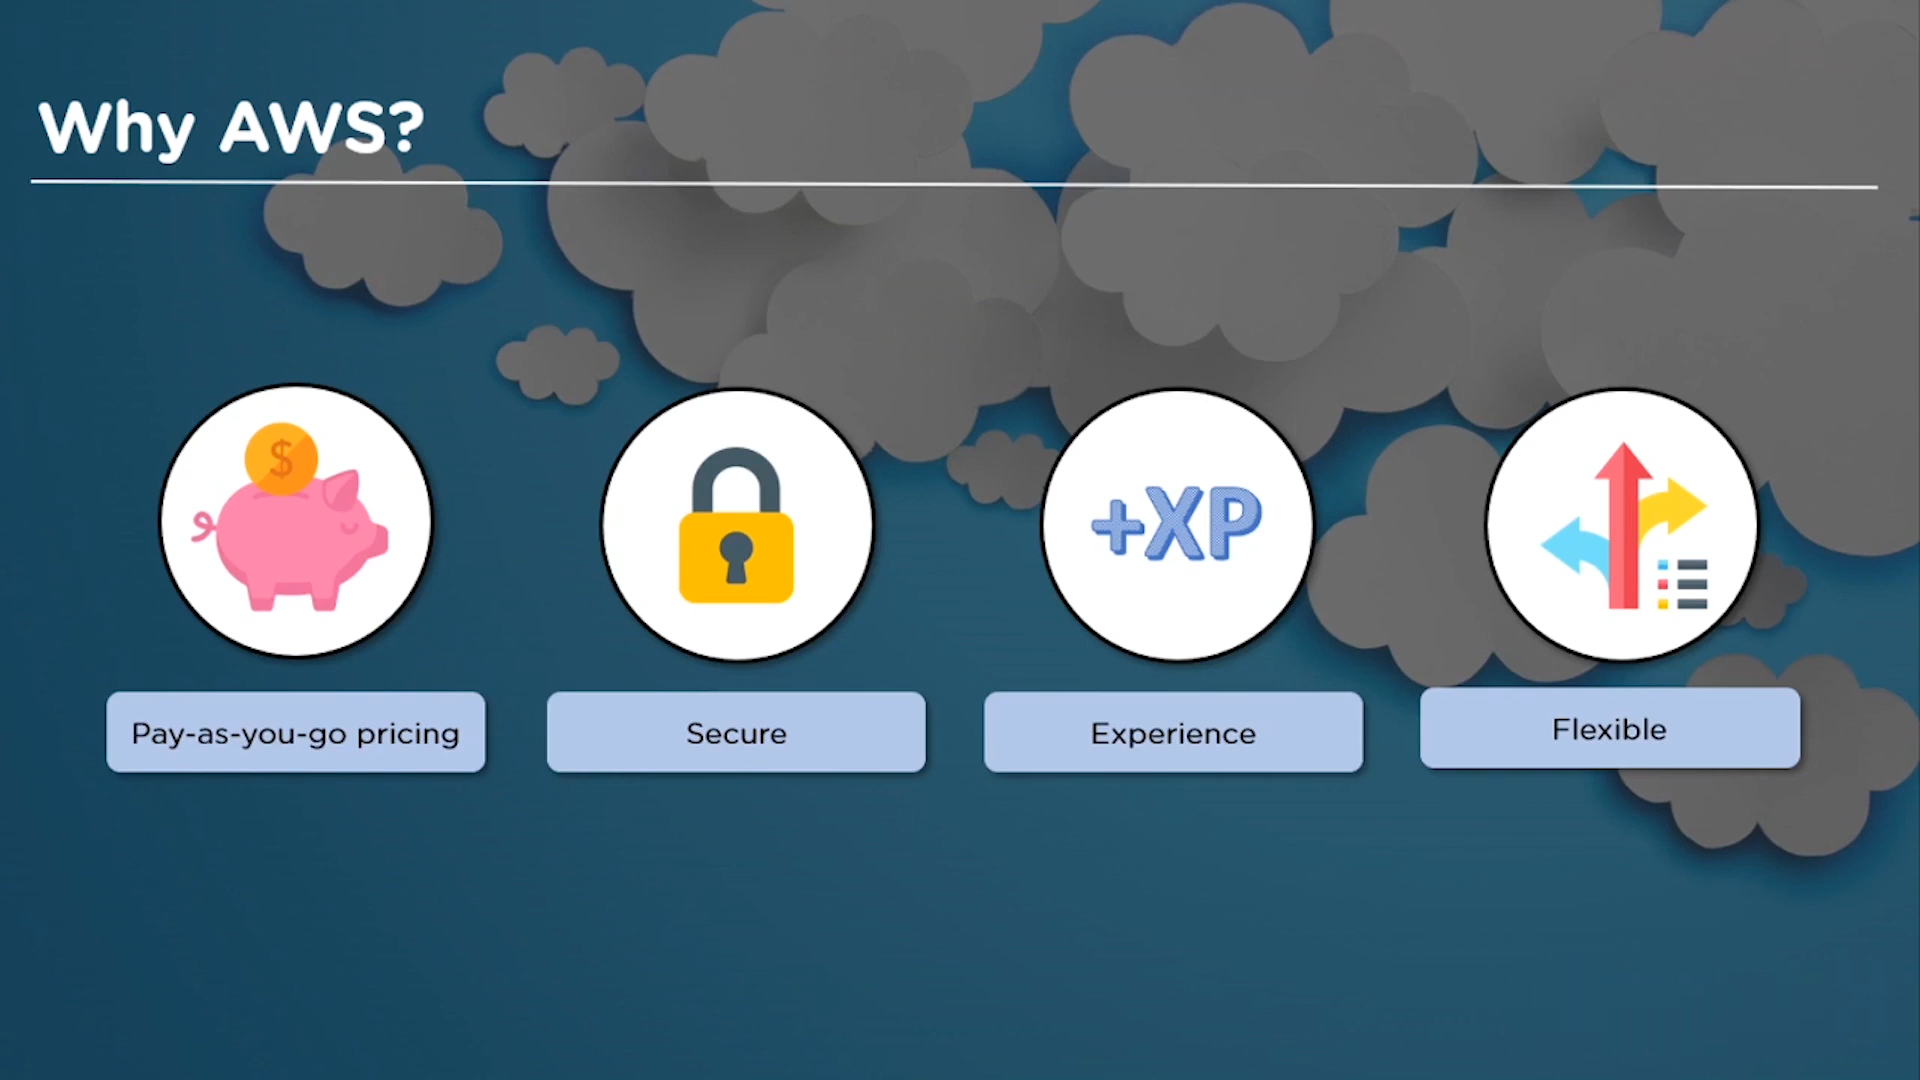 Why AWS?
$
+XP
Pay-as-you-go pricing
Secure
Experience
Flexible